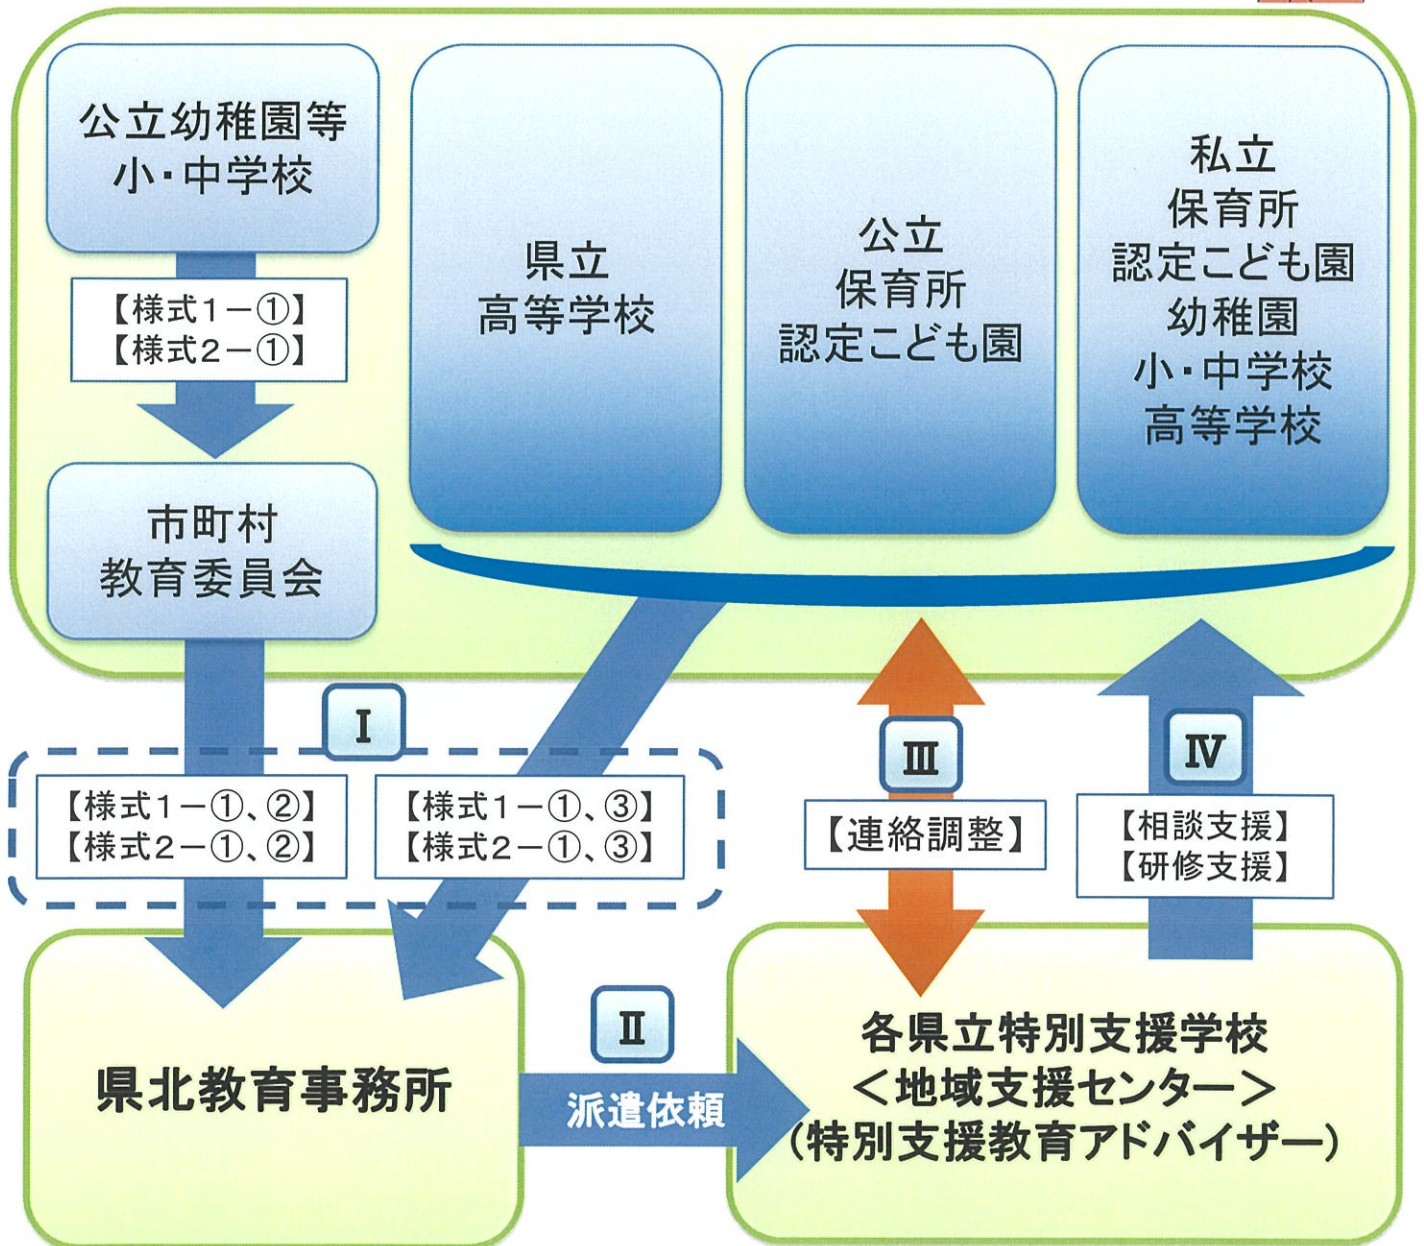 公立幼稚園等
小・中学校
【様式1－①】
【様式2－①】
市町村
教育委員会
県立
高等学校
公立
保育所
認定こども園
私立
保育所
認定こども園
幼稚園
小・中学校
高等学校
Ⅰ
【様式1－①、②】
【様式2－①、②】
【様式1－①、③】
【様式2－①、③】
Ⅲ
【連絡調整】
Ⅳ
【相談支援】
【研修支援】
県北教育事務所
Ⅱ
派遣依頼
各県立特別支援学校
＜地域支援センター＞
（特別支援教育アドバイザー）